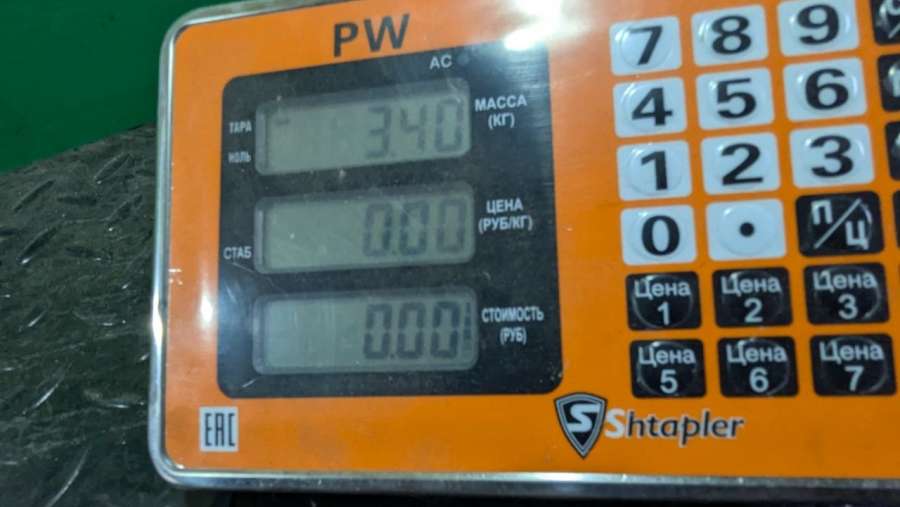 PW
AC
ТАРА
НОЛЬ
3.40
МАССА
(КГ)
СТАБ
0.00
ЦЕНА
(РУБ/КГ)
0.00
СТОИМОСТЬ
(РУБ)
7 8 9
4 5 6
1 2 3
0 • П/Ц
Цена 1 Цена 2 Цена 3
Цена 5 Цена 6 Цена 7
EAC
Shtapler